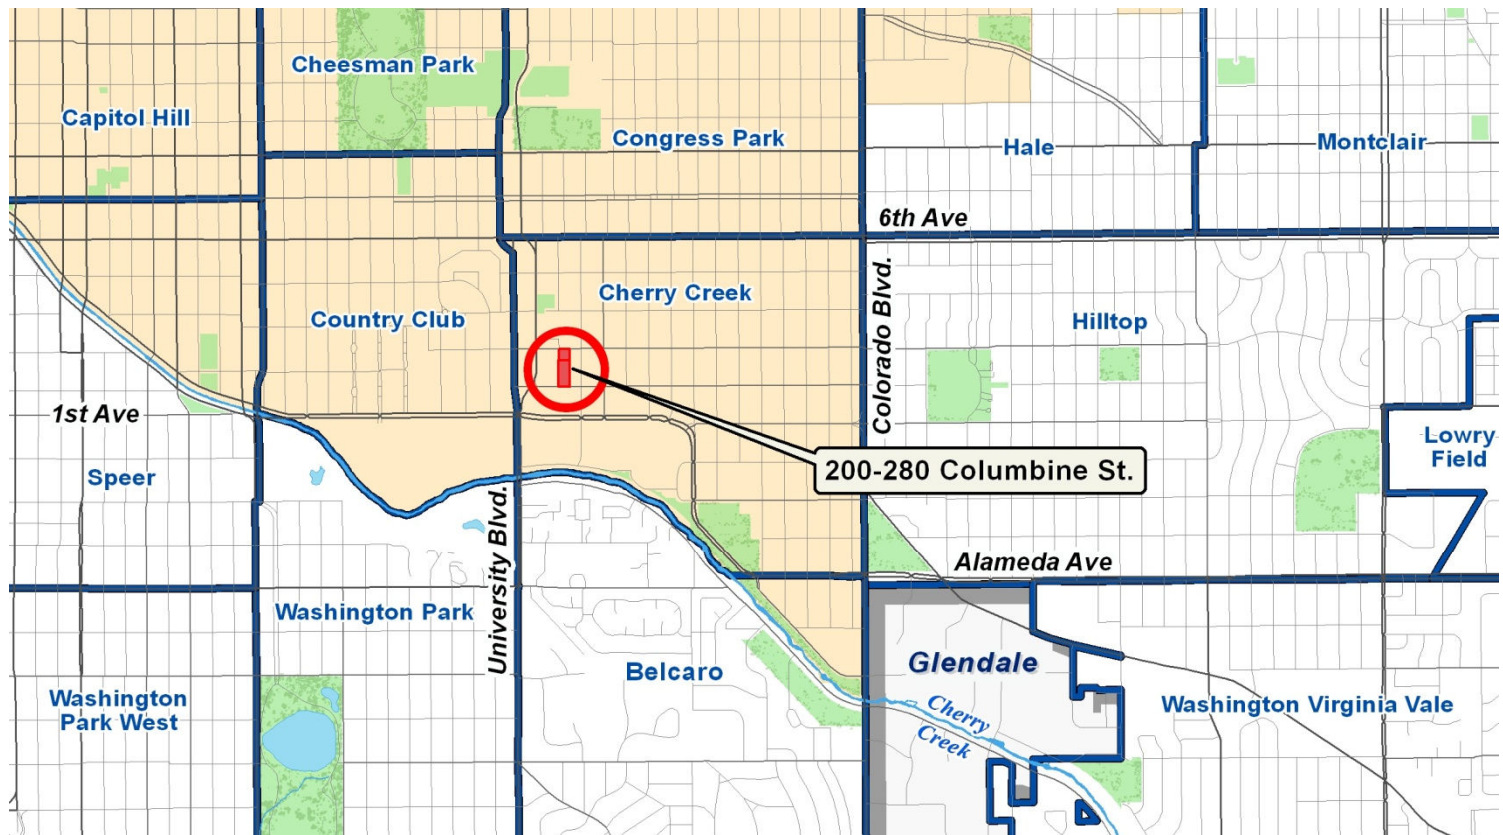 Cheesman Park
Capitol Hill
Congress Park
Hale
Montclair
6th Ave
Cherry Creek
Country Club
Hilltop
Colorado Blvd.
1st Ave
Lowry
Field
Speer
200-280 Columbine St.
University Blvd.
Alameda Ave
Washington Park
Glendale
Belcaro
Washington
Park West
Washington Virginia Vale
Cherry
Creek